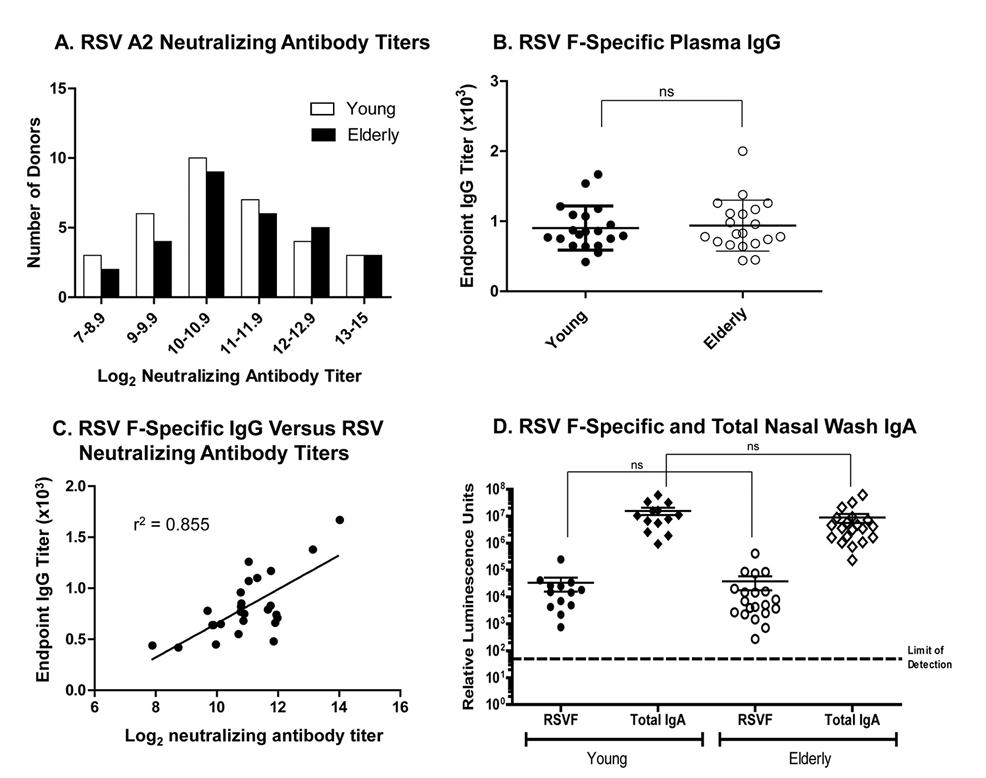 A. RSV A2 Neutralizing Antibody Titers
Number of Donors
15
10
5
0
Young
Elderly
7-8.9
9-9.9
10-10.9
11-11.9
12-12.9
13-15
Log2 Neutralizing Antibody Titer
B. RSV F-Specific Plasma IgG
Endpoint IgG Titer (x10³)
3
2
1
0
ns
Young
Elderly
C. RSV F-Specific IgG Versus RSV
Neutralizing Antibody Titers
Endpoint IgG Titer (x10³)
2.0
1.5
1.0
0.5
0.0
r² = 0.855
6
8
10
12
14
16
Log₂ neutralizing antibody titer
D. RSV F-Specific and Total Nasal Wash IgA
ns
ns
Relative Luminescence Units
10⁸
10⁷
10⁶
10⁵
10⁴
10³
10²
10¹
10⁰
Limit of
Detection
RSVF
Total IgA
RSVF
Total IgA
Young
Elderly